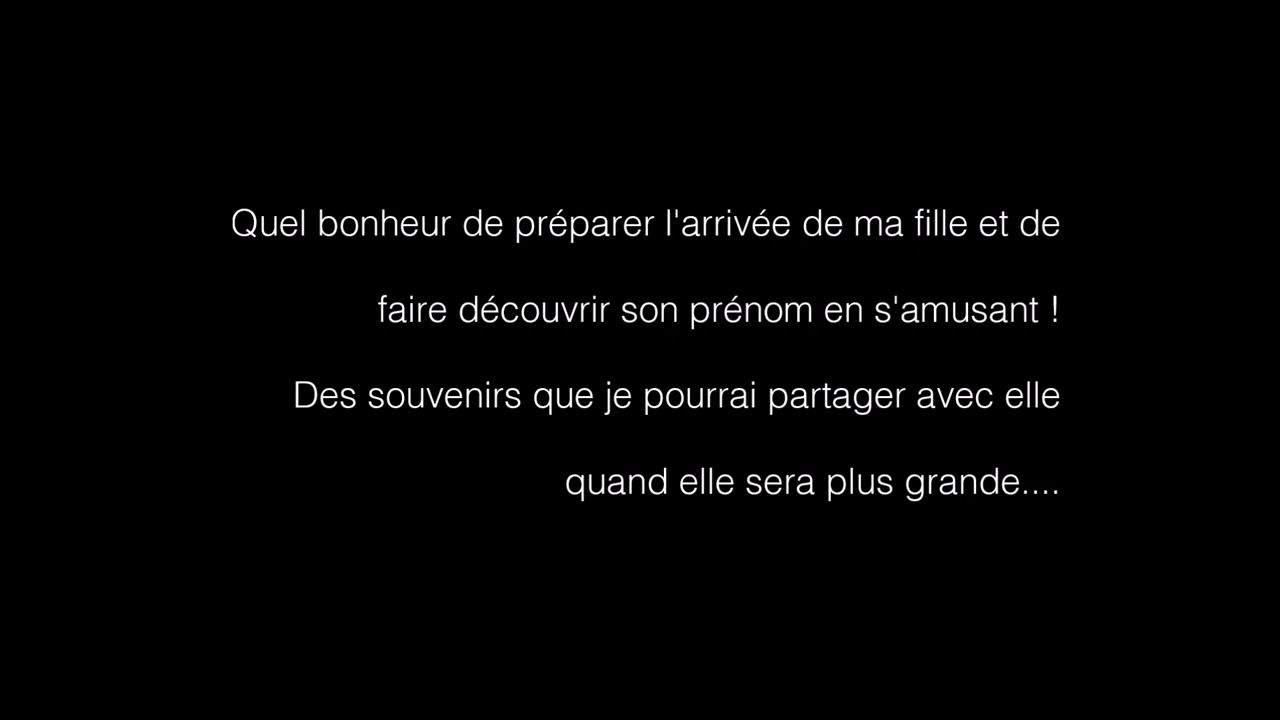 Quel bonheur de préparer l'arrivée de ma fille et de
faire découvrir son prénom en s'amusant !
Des souvenirs que je pourrai partager avec elle
quand elle sera plus grande....